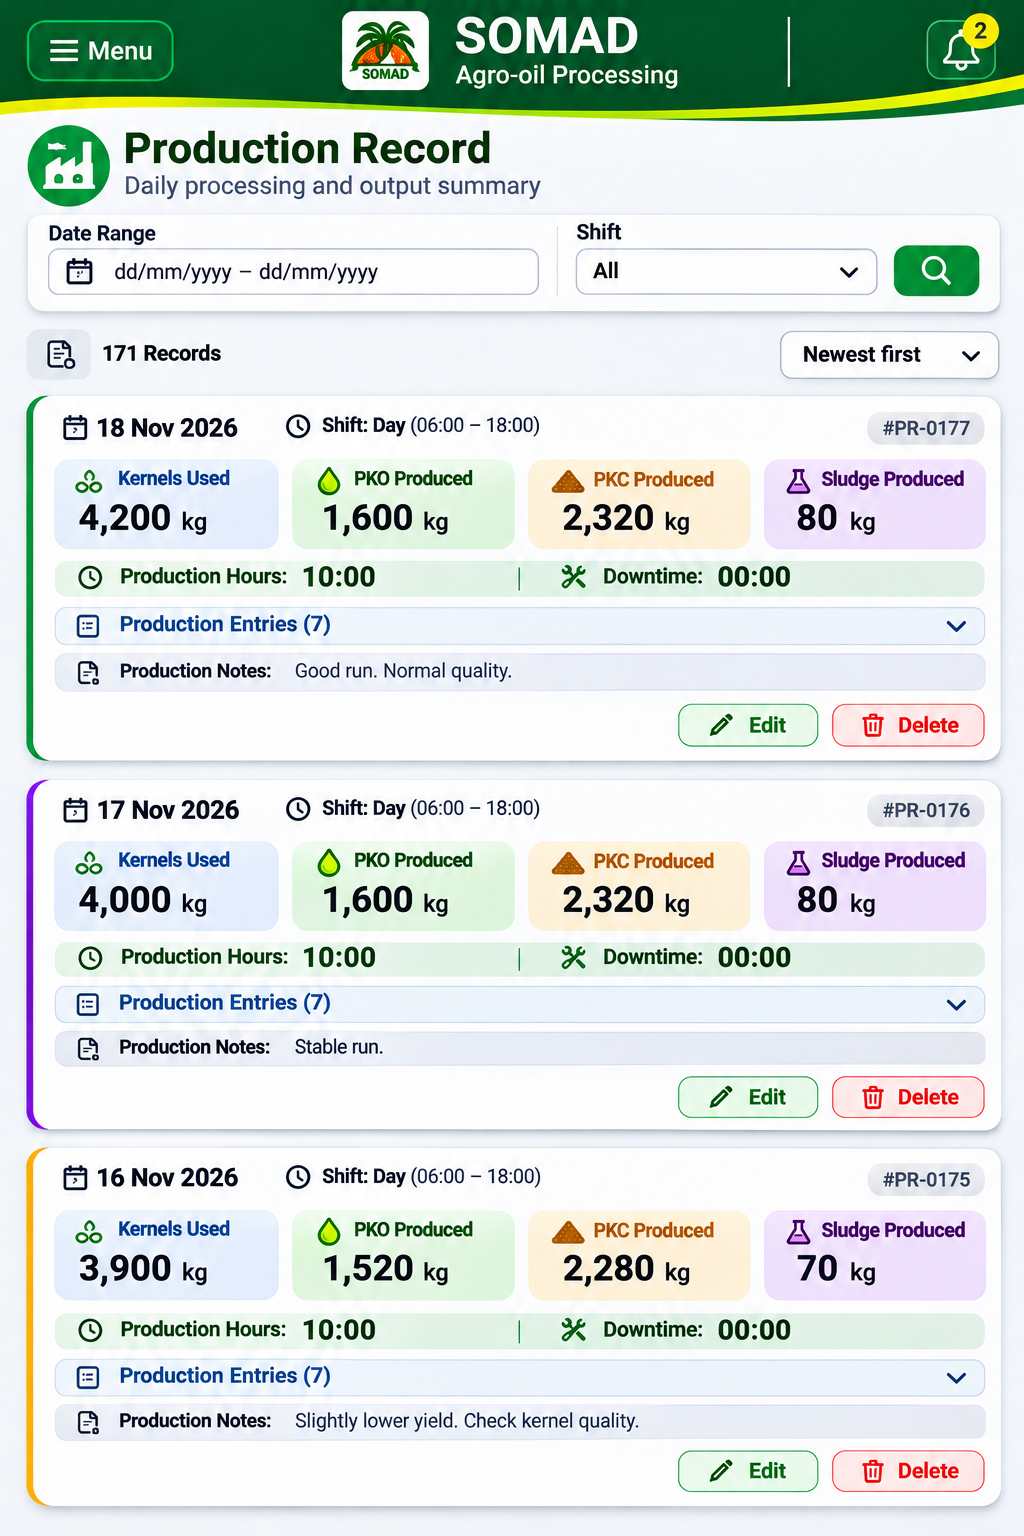 Menu
SOMAD
SOMAD
Agro-oil Processing
2
Production Record
Daily processing and output summary
Date Range
dd/mm/yyyy – dd/mm/yyyy
Shift
All
171 Records
Newest first
18 Nov 2026
Shift: Day (06:00 – 18:00)
#PR-0177
Kernels Used
4,200 kg
PKO Produced
1,600 kg
PKC Produced
2,320 kg
Sludge Produced
80 kg
Production Hours: 10:00
Downtime: 00:00
Production Entries (7)
Production Notes: Good run. Normal quality.
Edit
Delete
17 Nov 2026
Shift: Day (06:00 – 18:00)
#PR-0176
Kernels Used
4,000 kg
PKO Produced
1,600 kg
PKC Produced
2,320 kg
Sludge Produced
80 kg
Production Hours: 10:00
Downtime: 00:00
Production Entries (7)
Production Notes: Stable run.
Edit
Delete
16 Nov 2026
Shift: Day (06:00 – 18:00)
#PR-0175
Kernels Used
3,900 kg
PKO Produced
1,520 kg
PKC Produced
2,280 kg
Sludge Produced
70 kg
Production Hours: 10:00
Downtime: 00:00
Production Entries (7)
Production Notes: Slightly lower yield. Check kernel quality.
Edit
Delete